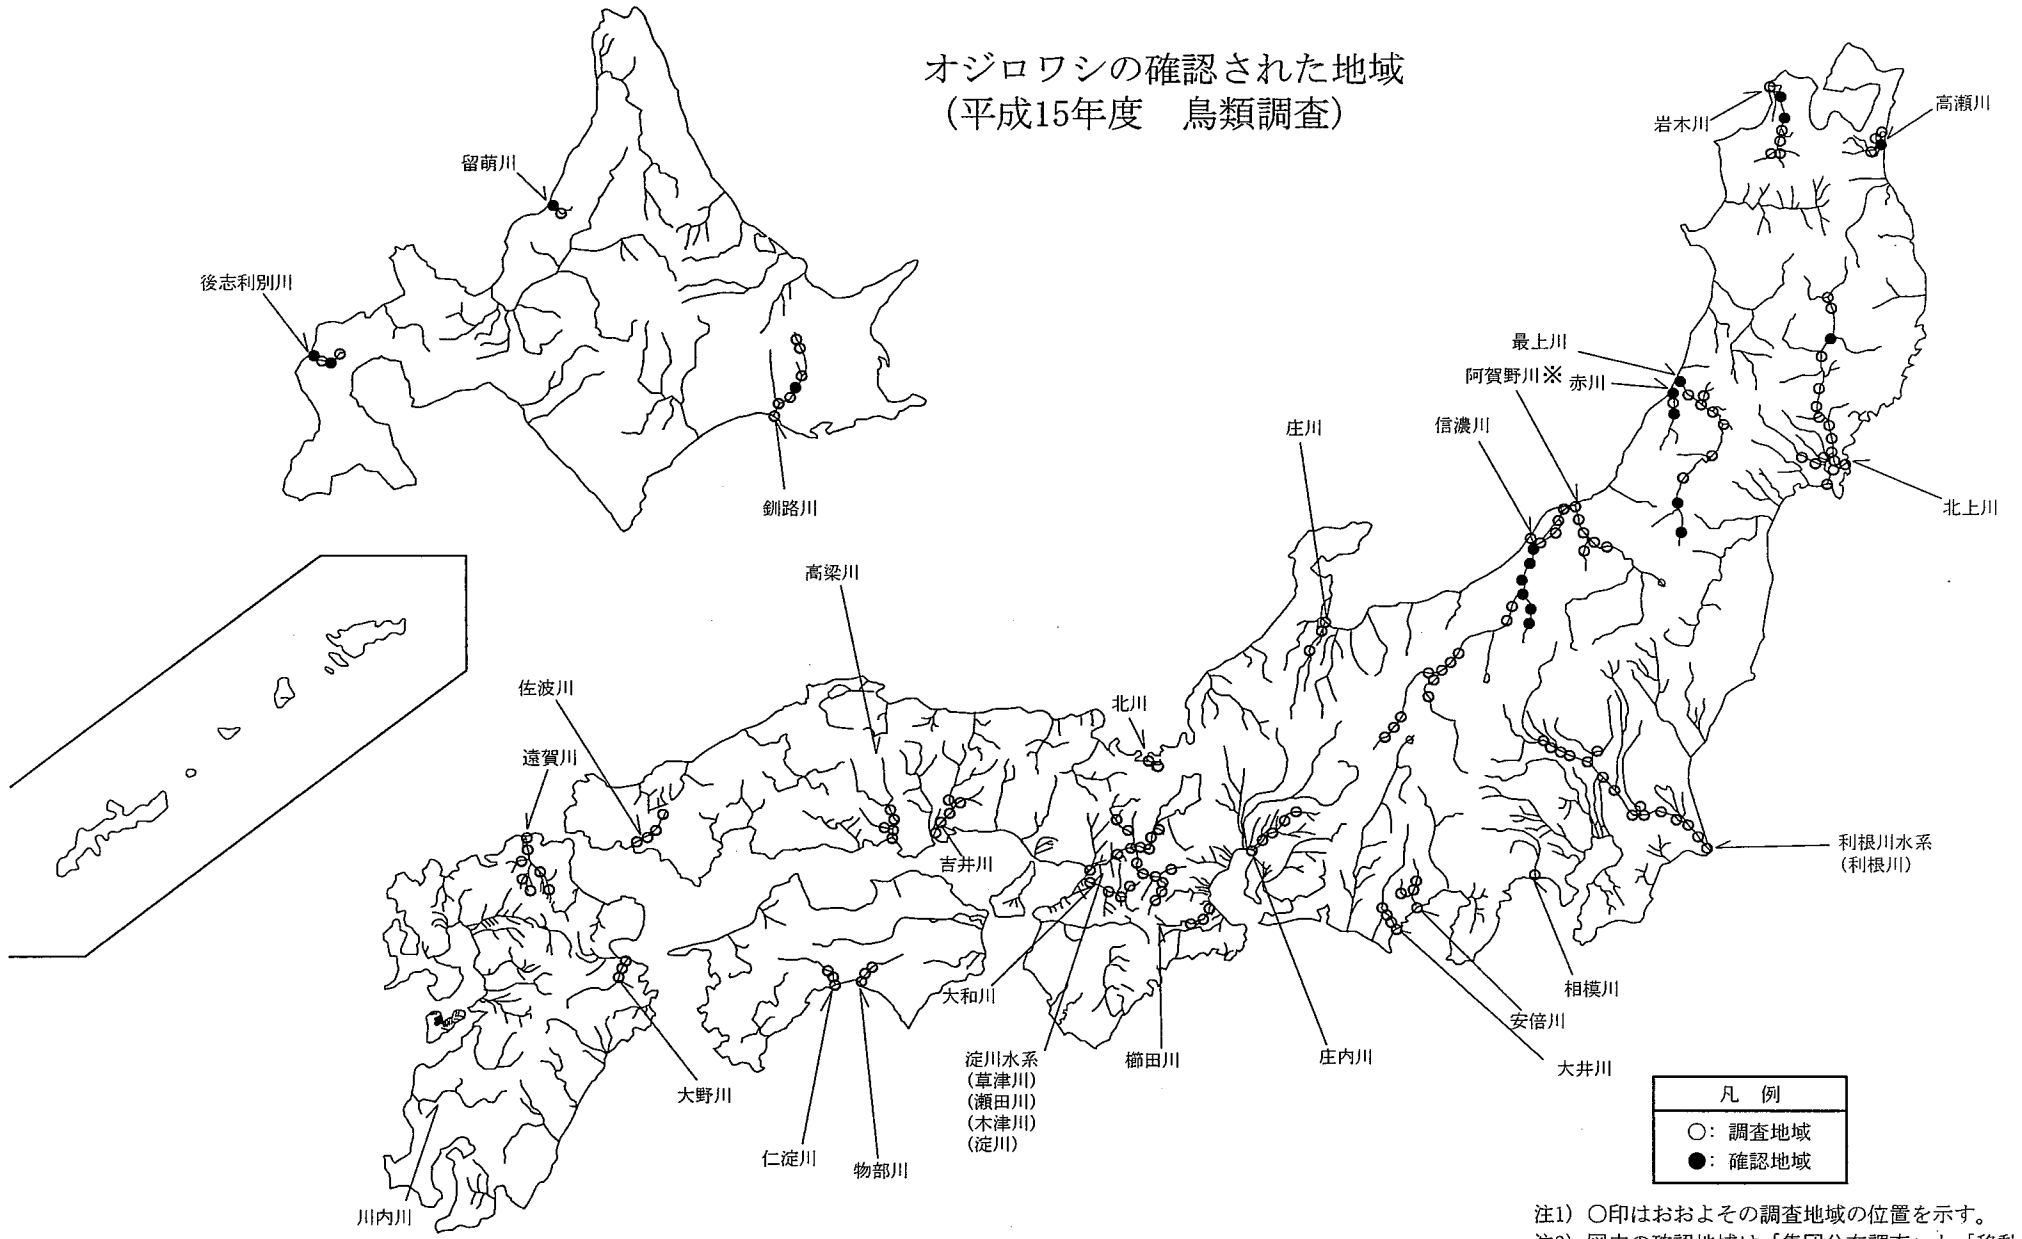 オジロワシの確認された地域
(平成15年度　鳥類調査)
岩木川
高瀬川
留萌川
後志利別川
釧路川
最上川
阿賀野川※
赤川
信濃川
庄川
北上川
高梁川
佐波川
遠賀川
北川
吉井川
利根川水系
(利根川)
大和川
相模川
安倍川
大井川
淀川水系
(草津川)
(瀬田川)
(木津川)
(淀川)
櫛田川
庄内川
大野川
仁淀川
物部川
川内川
凡 例
○: 調査地域
●: 確認地域
注1) ○印はおおよその調査地域の位置を示す。